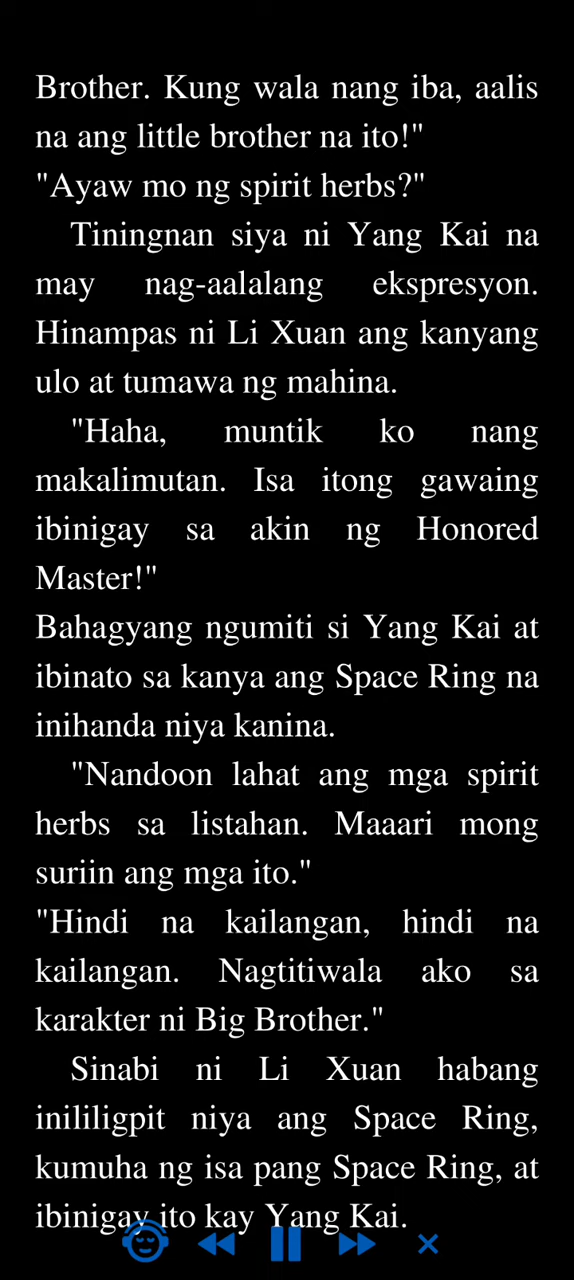 Brother. Kung wala nang iba, aalis
na ang little brother na ito!"
"Ayaw mo ng spirit herbs?"
Tiningnan siya ni Yang Kai na
may nag-aalalang ekspresyon.
Hinampas ni Li Xuan ang kanyang
ulo at tumawa ng mahina.
"Haha, muntik ko nang
makalimutan. Isa itong gawaing
ibinigay sa akin ng Honored
Master!"
Bahagyang ngumiti si Yang Kai at
ibinato sa kanya ang Space Ring na
inihanda niya kanina.
"Nandoon lahat ang mga spirit
herbs sa listahan. Maaari mong
suriin ang mga ito."
"Hindi na kailangan, hindi na
kailangan. Nagtitiwala ako sa
karakter ni Big Brother."
Sinabi ni Li Xuan habang
inililigpit niya ang Space Ring,
kumuha ng isa pang Space Ring, at
ibinigay ito kay Yang Kai.